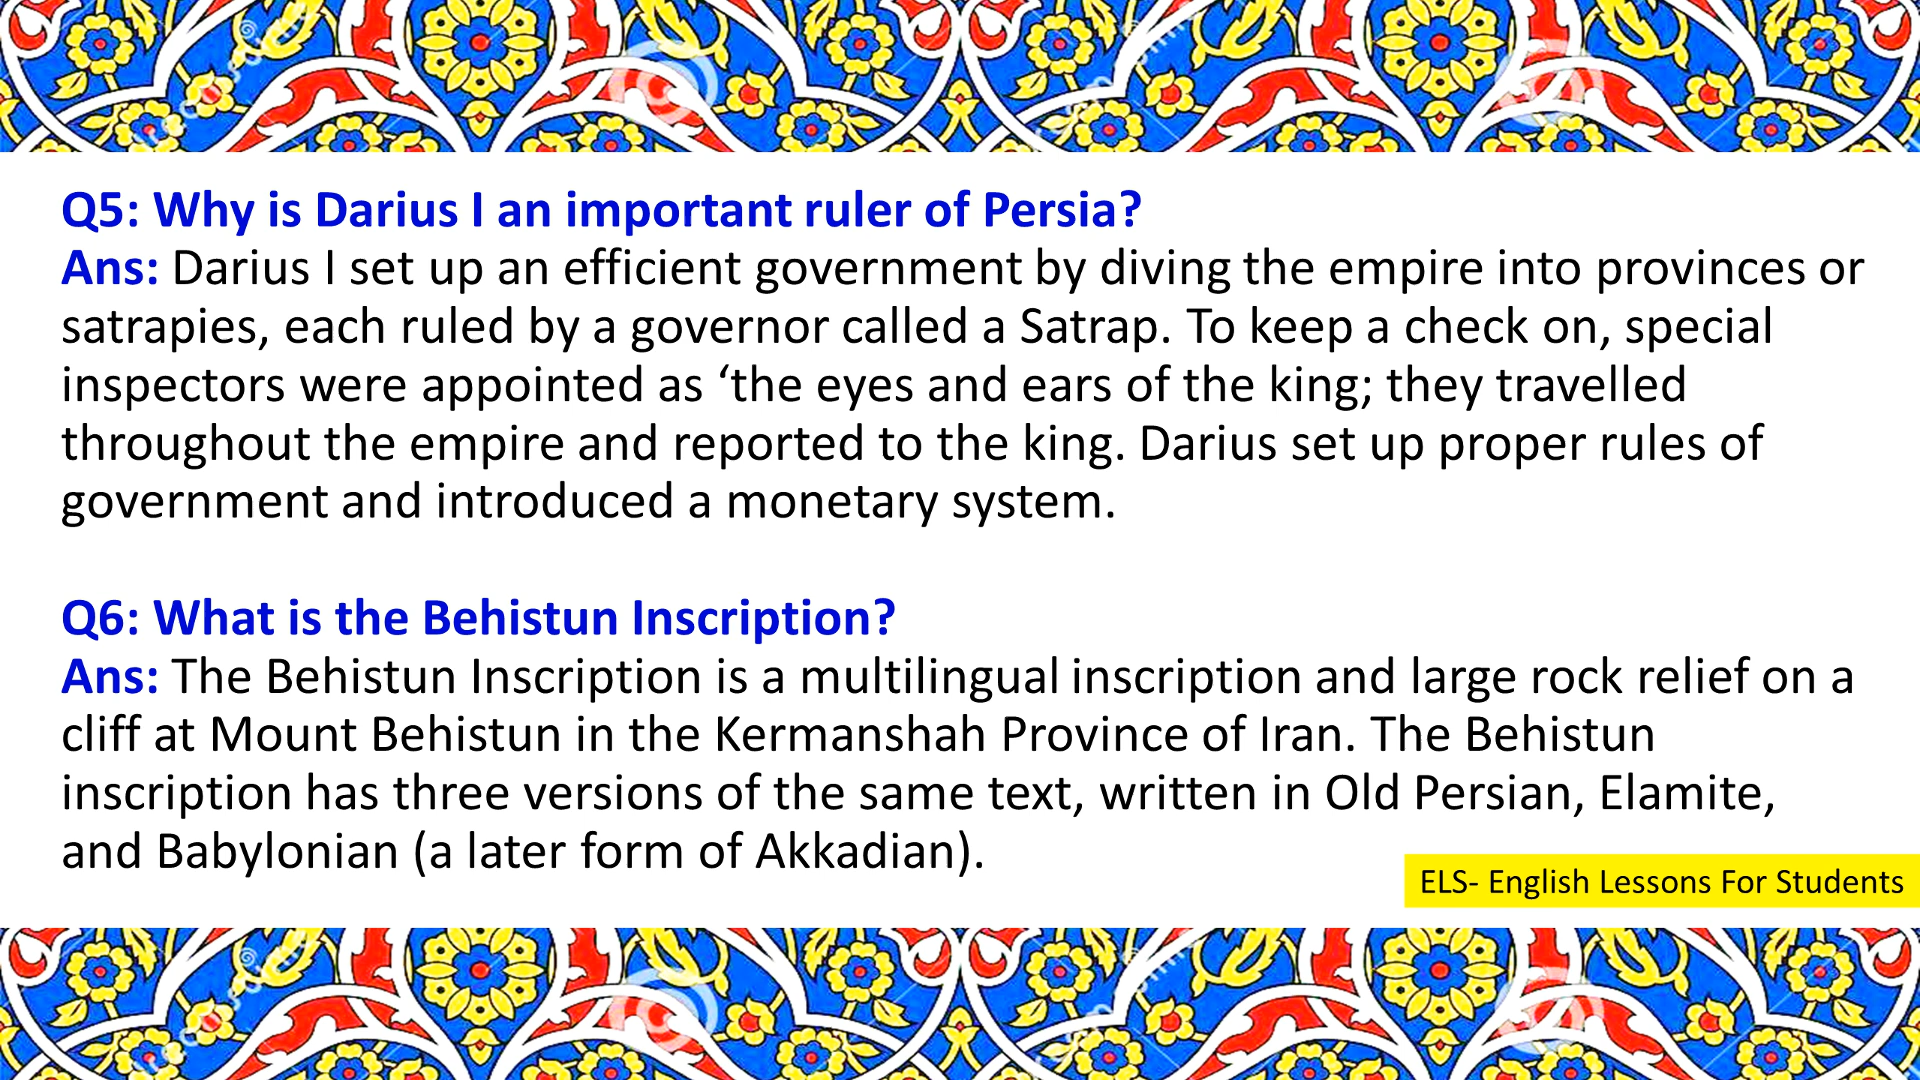 Q5: Why is Darius I an important ruler of Persia?
Ans: Darius I set up an efficient government by diving the empire into provinces or
satrapies, each ruled by a governor called a Satrap. To keep a check on, special
inspectors were appointed as ‘the eyes and ears of the king; they travelled
throughout the empire and reported to the king. Darius set up proper rules of
government and introduced a monetary system.
Q6: What is the Behistun Inscription?
Ans: The Behistun Inscription is a multilingual inscription and large rock relief on a
cliff at Mount Behistun in the Kermanshah Province of Iran. The Behistun
inscription has three versions of the same text, written in Old Persian, Elamite,
and Babylonian (a later form of Akkadian).
ELS- English Lessons For Students